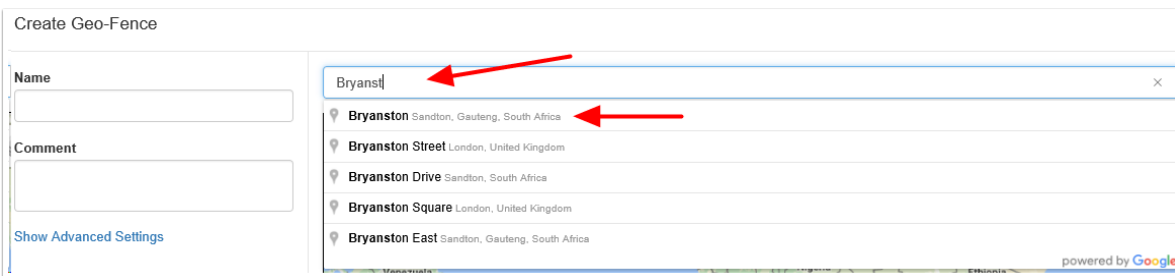 Create Geo-Fence
Name
Bryanst
Bryanston Sandton, Gauteng, South Africa
Comment
Bryanston Street London, United Kingdom
Bryanston Drive Sandton, South Africa
Bryanston Square London, United Kingdom
Show Advanced Settings
Bryanston East Sandton, Gauteng, South Africa
powered by Google
Venezuela
Ethiopia